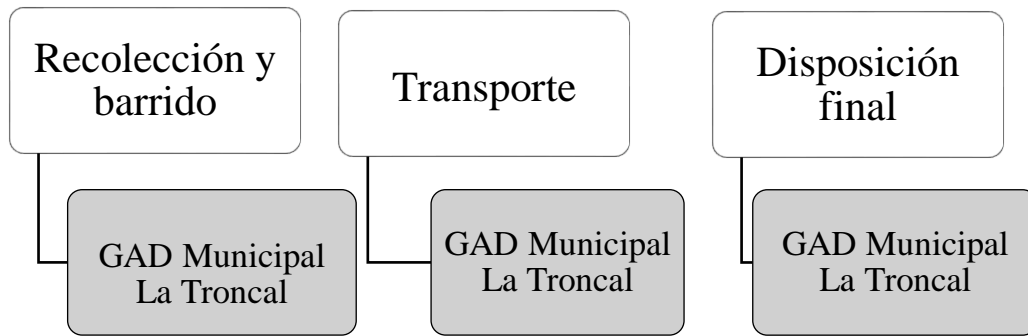 Recolección y
barrido
GAD Municipal
La Troncal
Transporte
GAD Municipal
La Troncal
Disposición
final
GAD Municipal
La Troncal